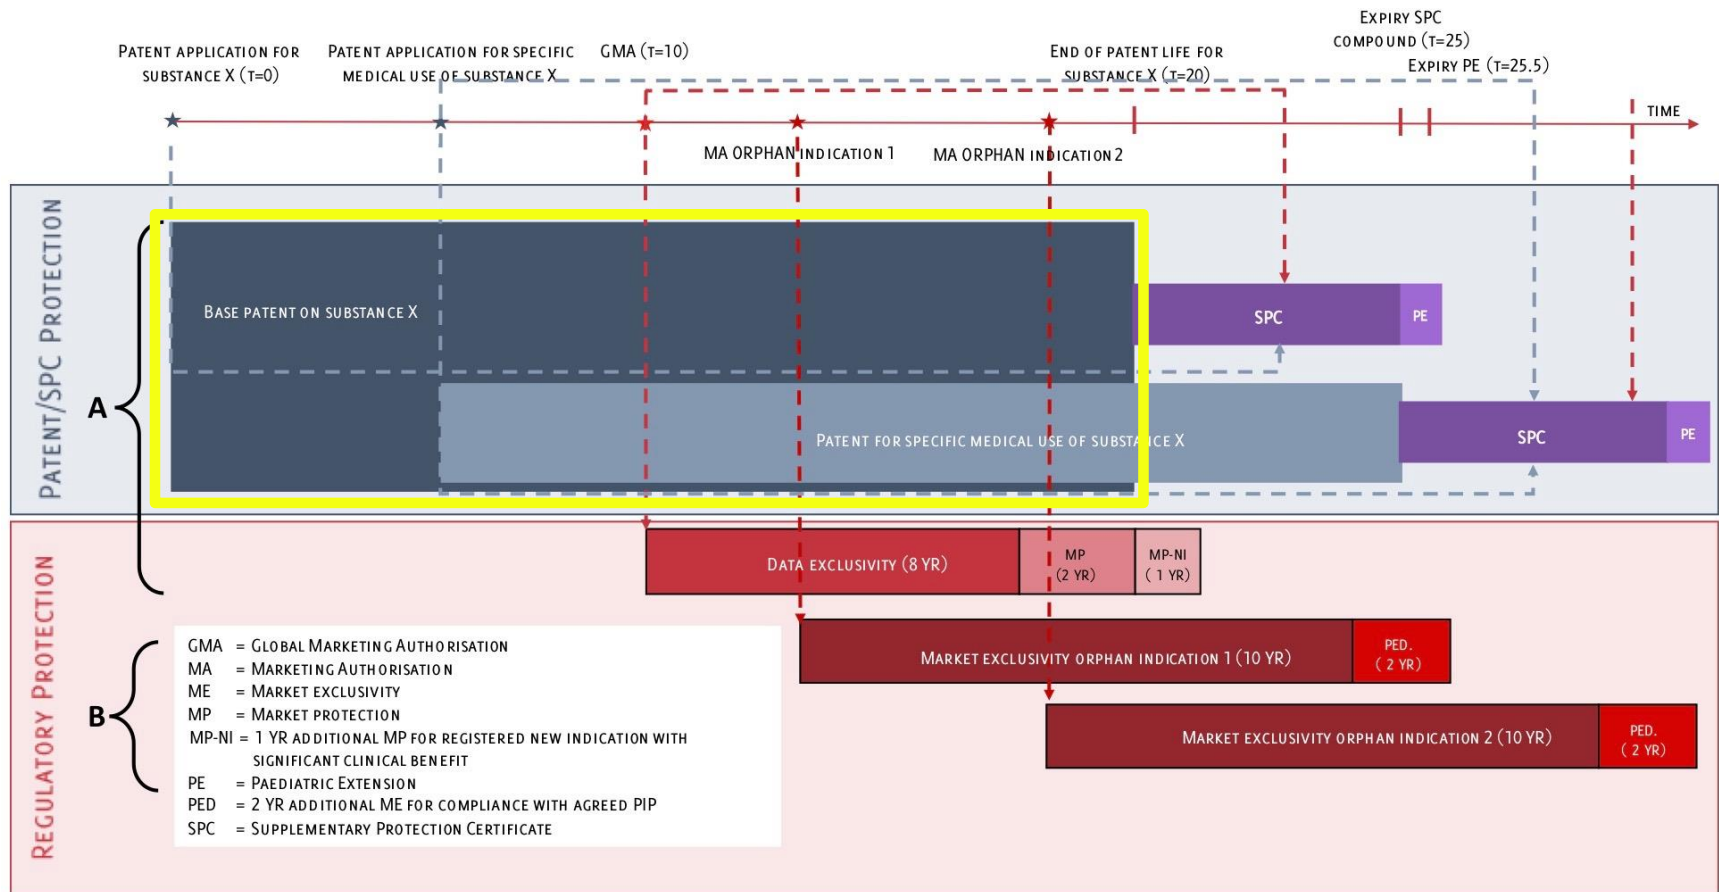 Patent application for
substance X (t=0)
Patent application for specific
medical use of substance X
GMA (t=10)
End of patent life for
substance X (t=20)
Expiry SPC
compound (t=25)
Expiry PE (t=25.5)
time
MA orphan indication 1
MA orphan indication 2
Patent/SPC Protection
A
Base patent on substance X
SPC
PE
Patent for specific medical use of substance X
SPC
PE
Regulatory Protection
Data exclusivity (8 yr)
MP
(2 yr)
MP-NI
( 1 yr)
Market exclusivity orphan indication 1 (10 yr)
PED.
( 2 yr)
Market exclusivity orphan indication 2 (10 yr)
PED.
( 2 yr)
B
GMA = Global Marketing Authorisation
MA = Marketing Authorisation
ME = Market exclusivity
MP = Market protection
MP-NI = 1 yr additional MP for registered new indication with
significant clinical benefit
PE = Paediatric Extension
PED = 2 yr additional ME for compliance with agreed PIP
SPC = Supplementary Protection Certificate